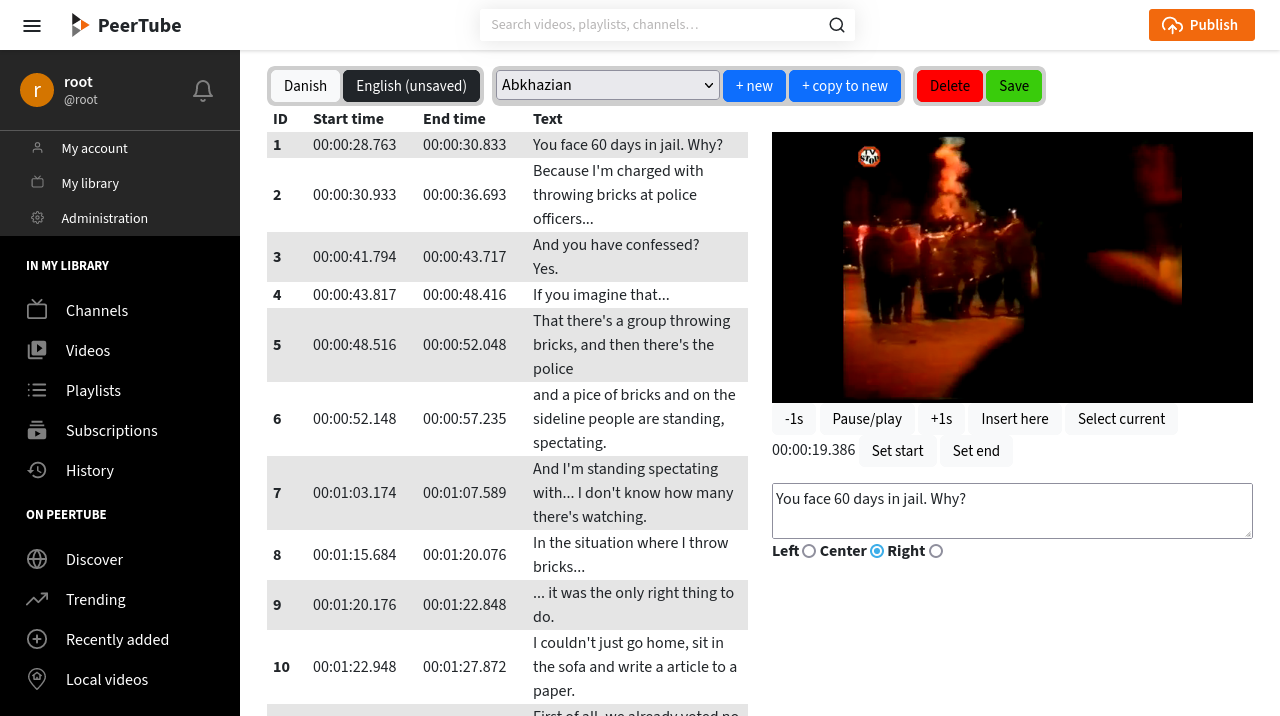 PeerTube
Search videos, playlists, channels…
Publish
r
root
@root
My account
My library
Administration
IN MY LIBRARY
Channels
Videos
Playlists
Subscriptions
History
ON PEERTUBE
Discover
Trending
Recently added
Local videos
Danish English (unsaved) Abkhazian + new + copy to new Delete Save
ID Start time End time Text
1 00:00:28.763 00:00:30.833 You face 60 days in jail. Why?
Because I'm charged with
2 00:00:30.933 00:00:36.693 throwing bricks at police
officers...
And you have confessed?
3 00:00:41.794 00:00:43.717
Yes.
4 00:00:43.817 00:00:48.416 If you imagine that...
That there's a group throwing
5 00:00:48.516 00:00:52.048 bricks, and then there's the
police
and a pice of bricks and on the
6 00:00:52.148 00:00:57.235 sideline people are standing,
spectating.
And I'm standing spectating
7 00:01:03.174 00:01:07.589 with... I don't know how many
there's watching.
In the situation where I throw
8 00:01:15.684 00:01:20.076
bricks...
... it was the only right thing to
9 00:01:20.176 00:01:22.848
do.
I couldn't just go home, sit in
10 00:01:22.948 00:01:27.872 the sofa and write a article to a
paper.
First of all, we already voted no
TV
STOP
-1s Pause/play +1s Insert here Select current
00:00:19.386 Set start Set end
You face 60 days in jail. Why?
Left Center Right